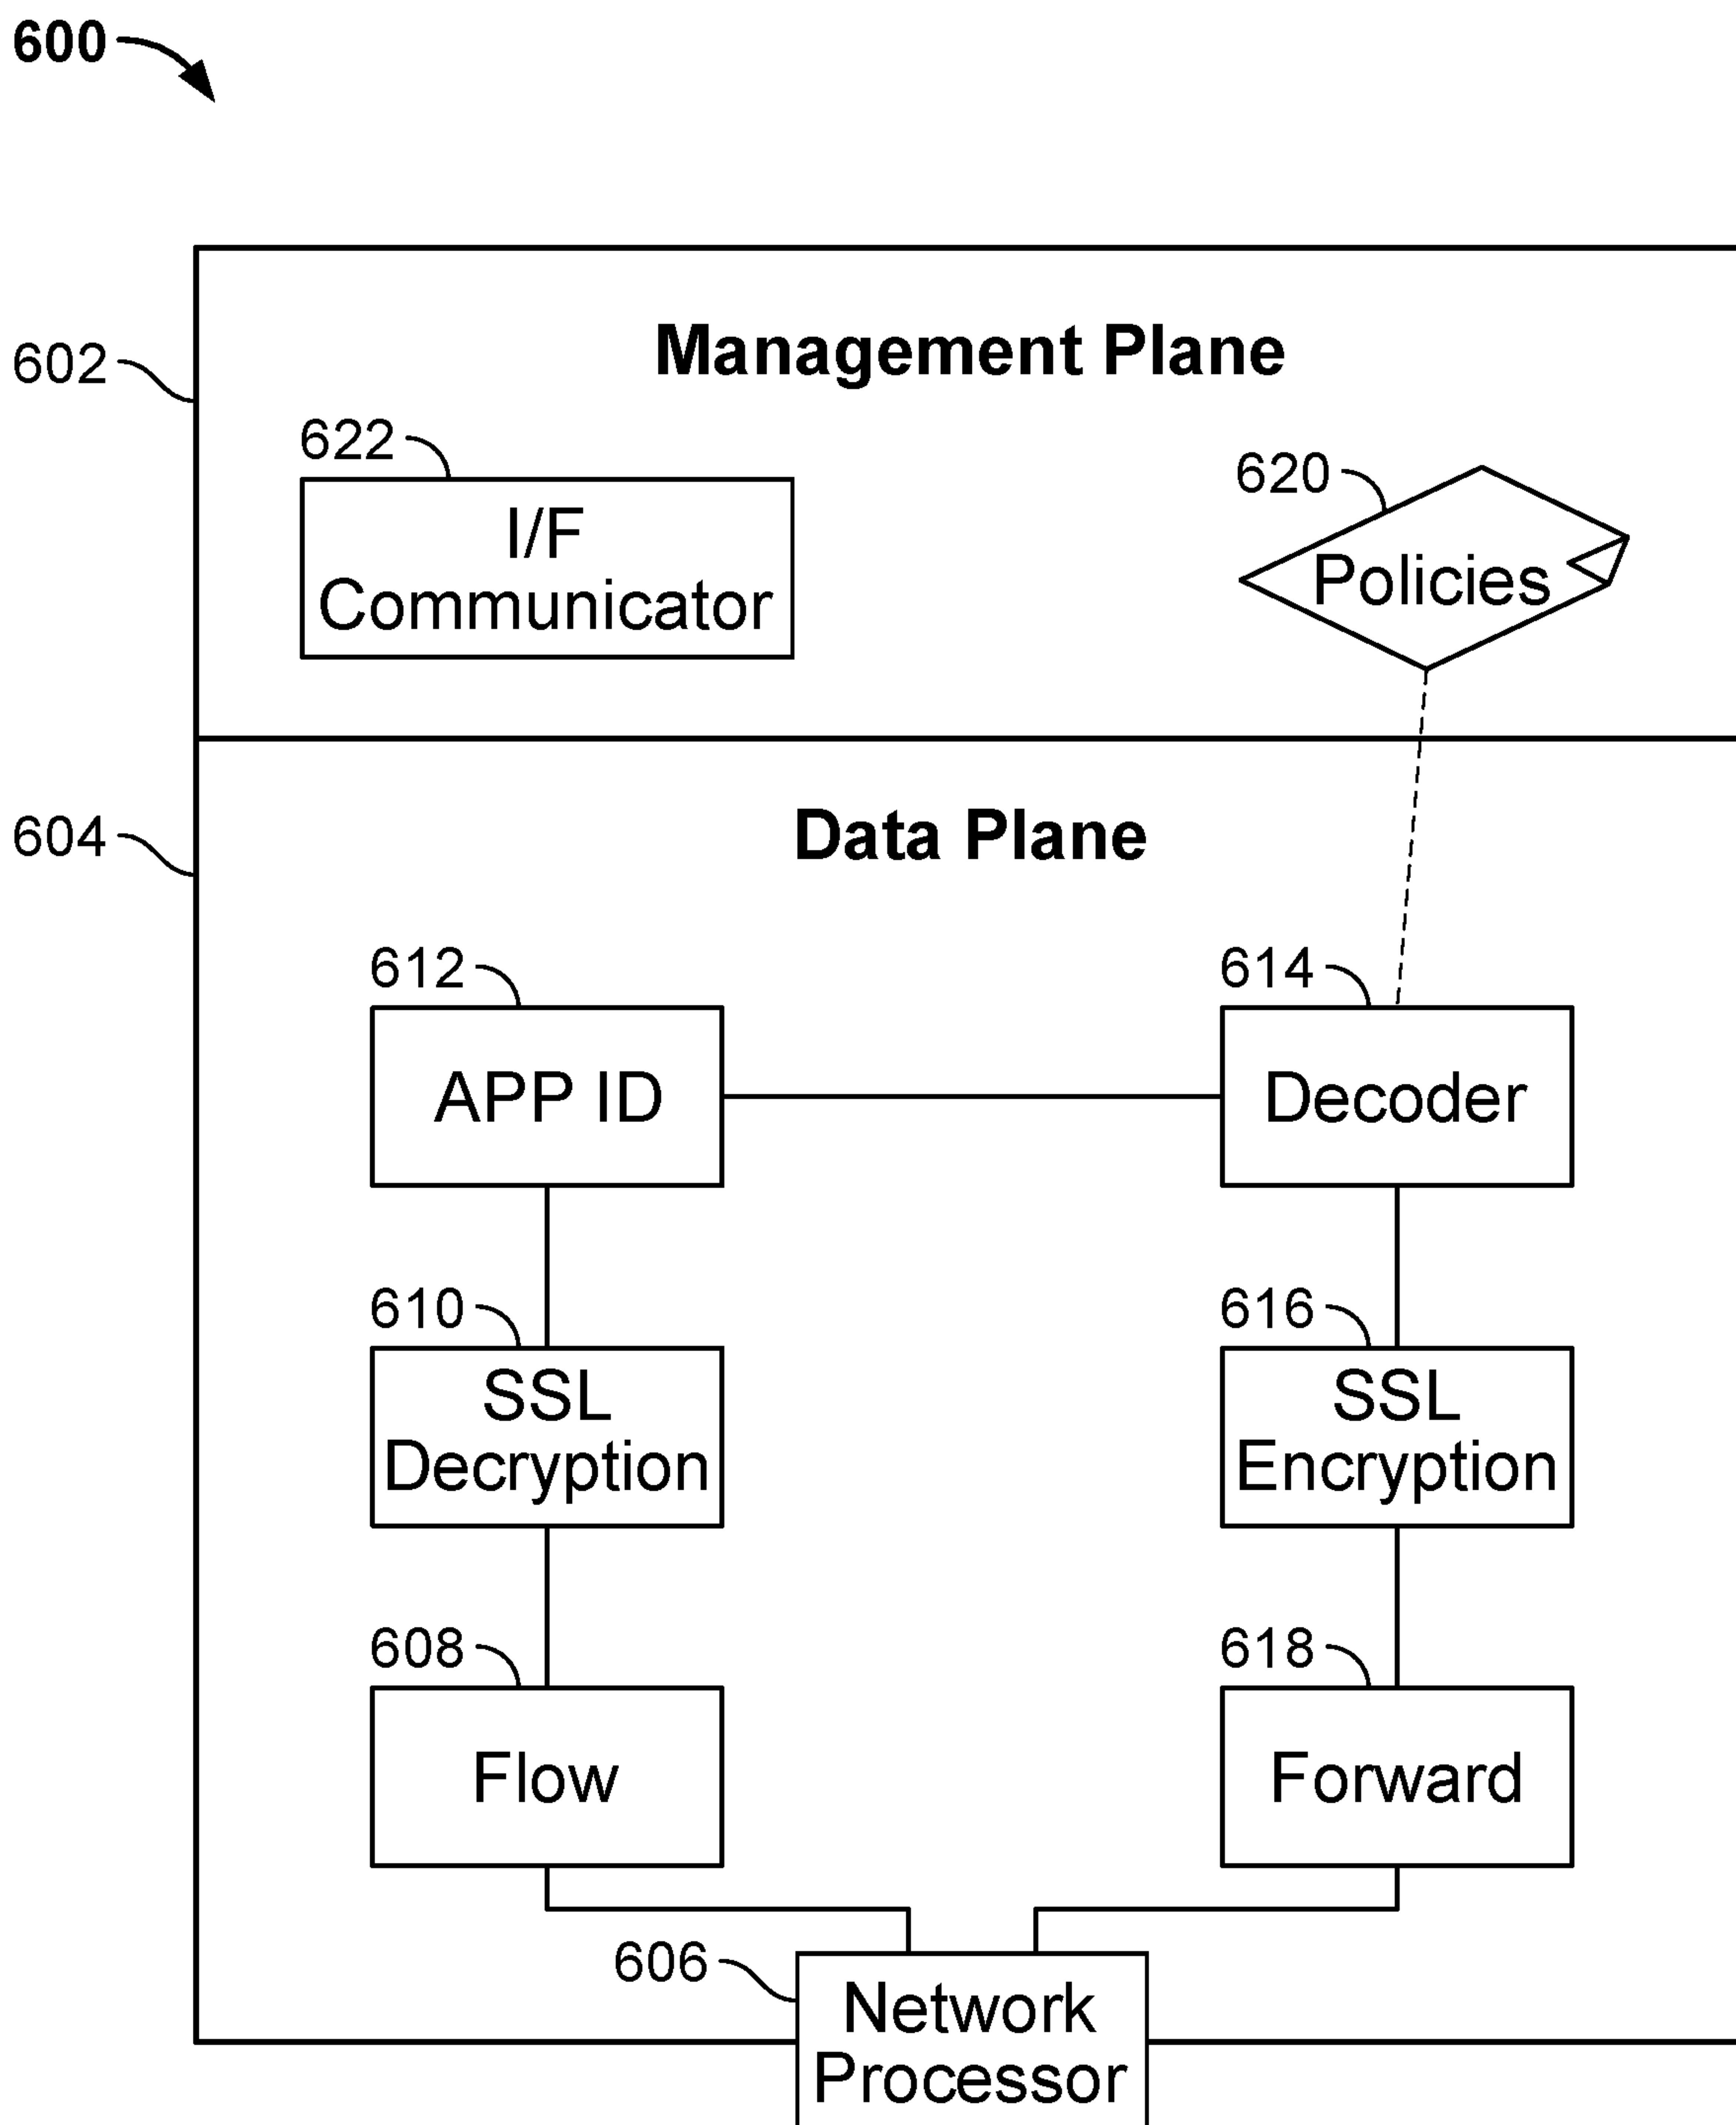 600
602
Management Plane
622
620
I/F
Communicator
Policies
604
Data Plane
612
614
APP ID
Decoder
610
616
SSL
Decryption
SSL
Encryption
608
618
Flow
Forward
606
Network
Processor